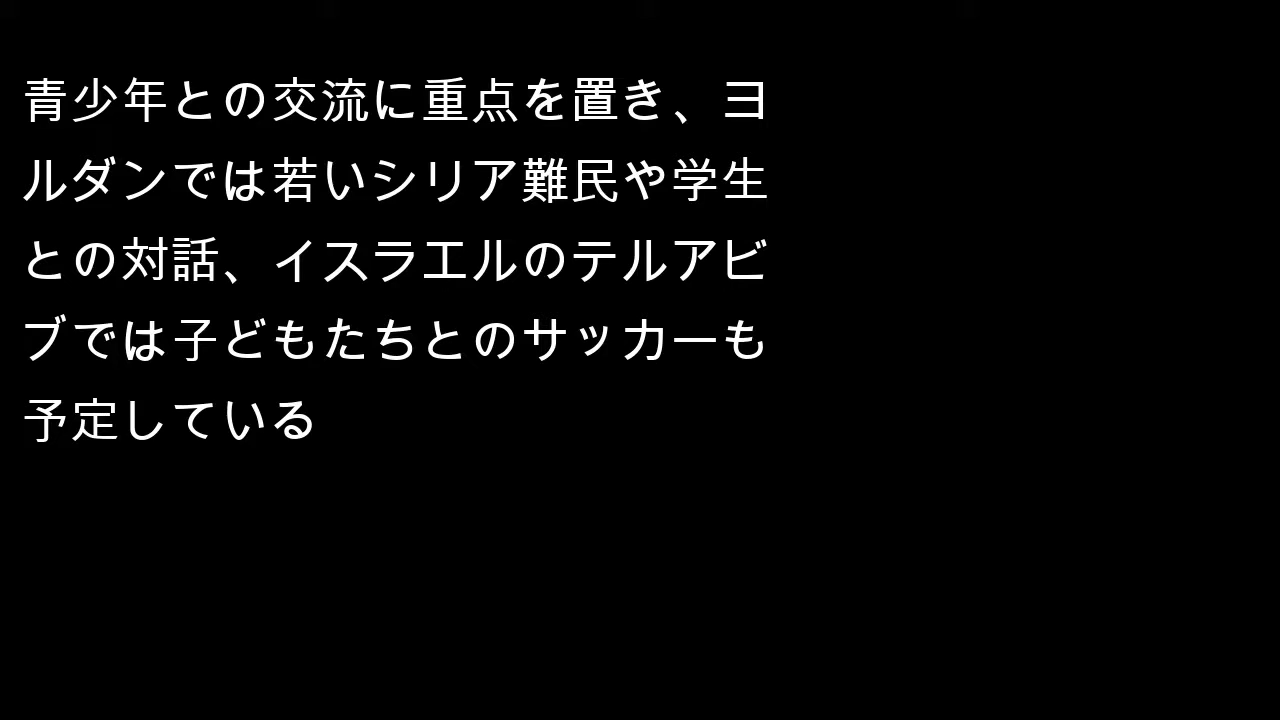 青少年との交流に重点を置き、ヨ
ルダンでは若いシリア難民や学生
との対話、イスラエルのテルアビ
ブでは子どもたちとのサッカーも
予定している